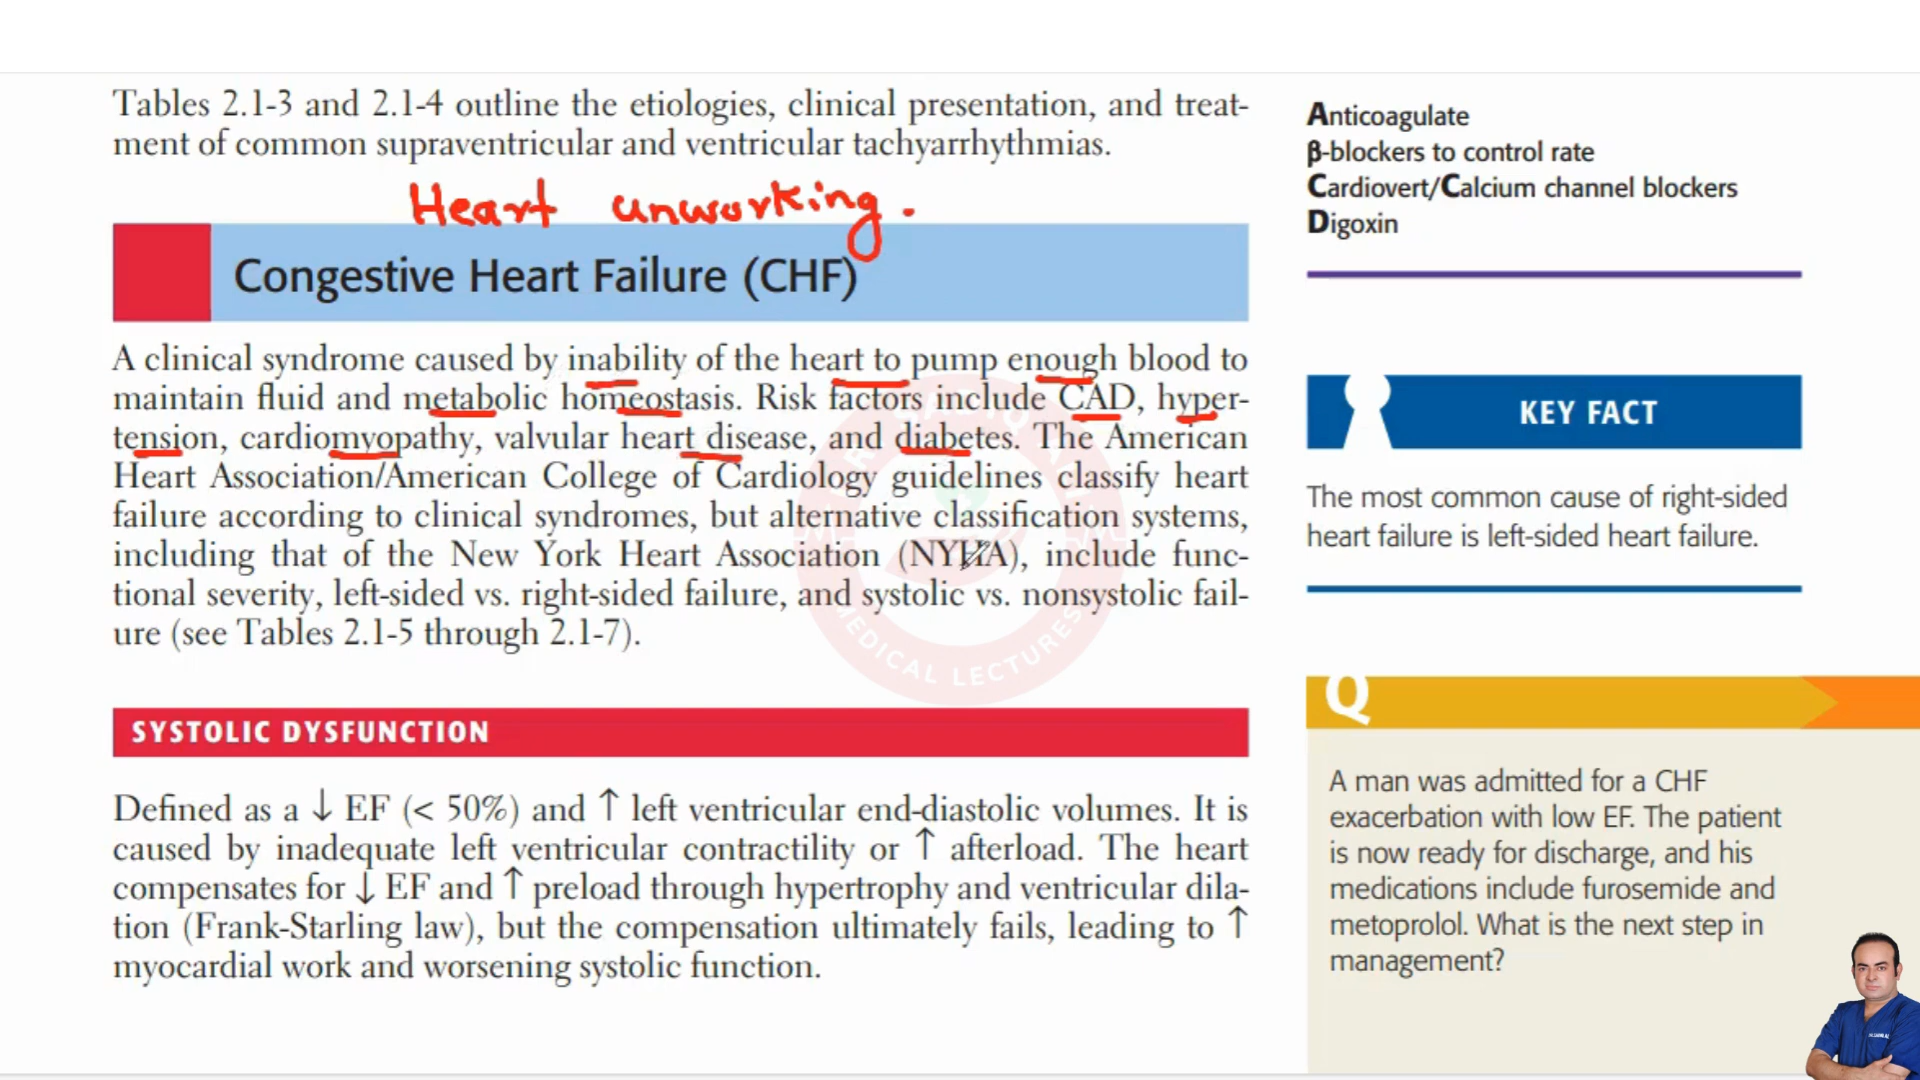 Tables 2.1-3 and 2.1-4 outline the etiologies, clinical presentation, and treat-
ment of common supraventricular and ventricular tachyarrhythmias.
Heart unworking.
Congestive Heart Failure (CHF)
A clinical syndrome caused by inability of the heart to pump enough blood to
maintain fluid and metabolic homeostasis. Risk factors include CAD, hyper-
tension, cardiomyopathy, valvular heart disease, and diabetes. The American
Heart Association/American College of Cardiology guidelines classify heart
failure according to clinical syndromes, but alternative classification systems,
including that of the New York Heart Association (NYHA), include func-
tional severity, left-sided vs. right-sided failure, and systolic vs. nonsystolic fail-
ure (see Tables 2.1-5 through 2.1-7).
SYSTOLIC DYSFUNCTION
Defined as a ↓ EF (< 50%) and ↑ left ventricular end-diastolic volumes. It is
caused by inadequate left ventricular contractility or ↑ afterload. The heart
compensates for ↓ EF and ↑ preload through hypertrophy and ventricular dila-
tion (Frank-Starling law), but the compensation ultimately fails, leading to ↑
myocardial work and worsening systolic function.
Anticoagulate
β-blockers to control rate
Cardiovert/Calcium channel blockers
Digoxin
KEY FACT
The most common cause of right-sided
heart failure is left-sided heart failure.
Q
A man was admitted for a CHF
exacerbation with low EF. The patient
is now ready for discharge, and his
medications include furosemide and
metoprolol. What is the next step in
management?
MEDICAL LECTURES